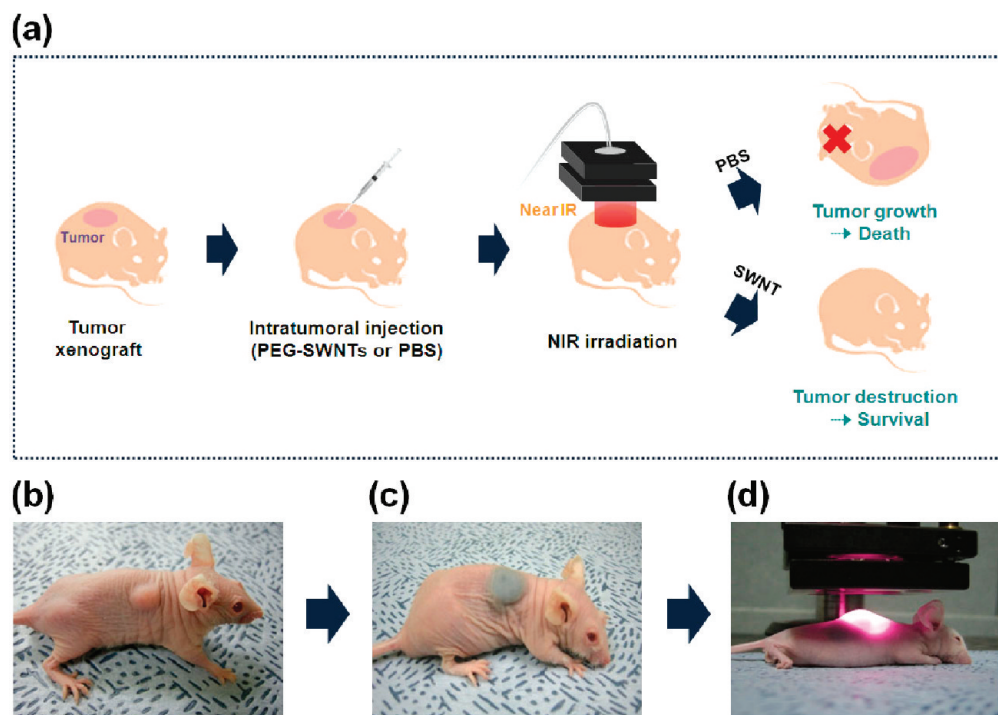 (a)
Tumor
Tumor
xenograft
Intratumoral injection
(PEG-SWNTs or PBS)
Near IR
NIR irradiation
PBS
Tumor growth
⇢ Death
SWNT
Tumor destruction
⇢ Survival
(b)
(c)
(d)